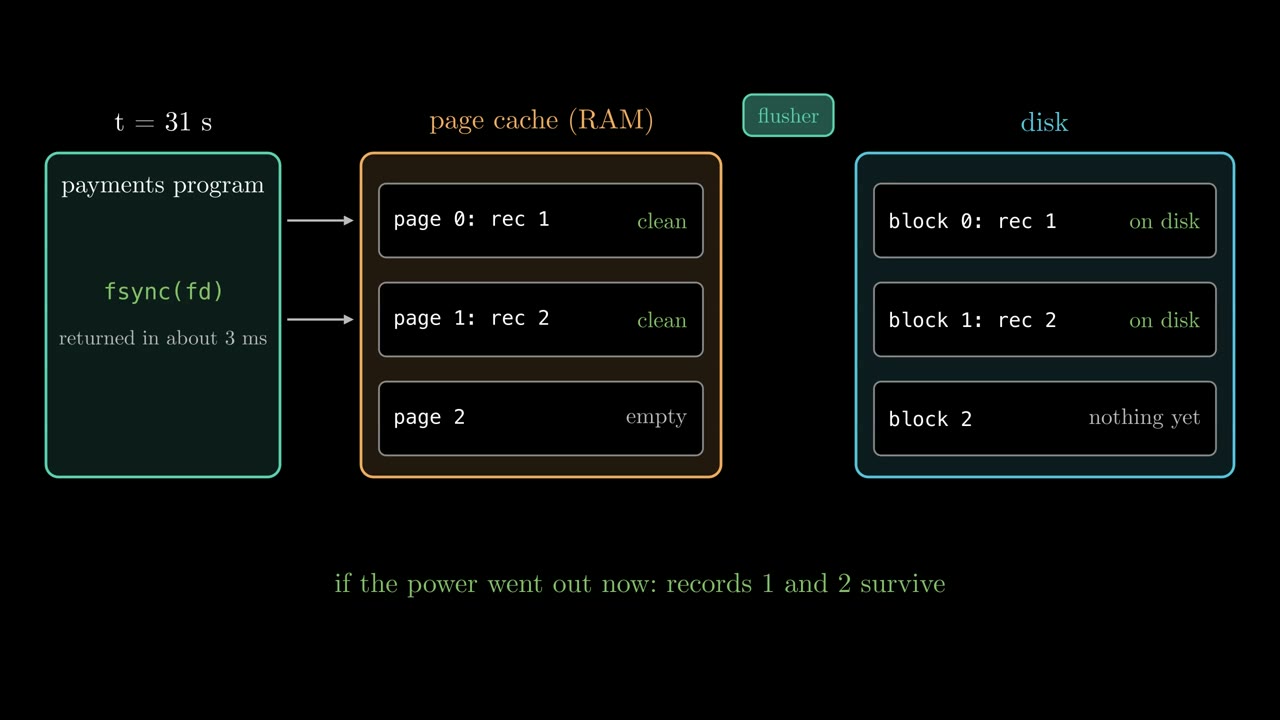 t = 31 s
page cache (RAM)
flusher
disk
payments program
fsync(fd)
returned in about 3 ms
page 0: rec 1
clean
page 1: rec 2
clean
page 2
empty
block 0: rec 1
on disk
block 1: rec 2
on disk
block 2
nothing yet
if the power went out now: records 1 and 2 survive